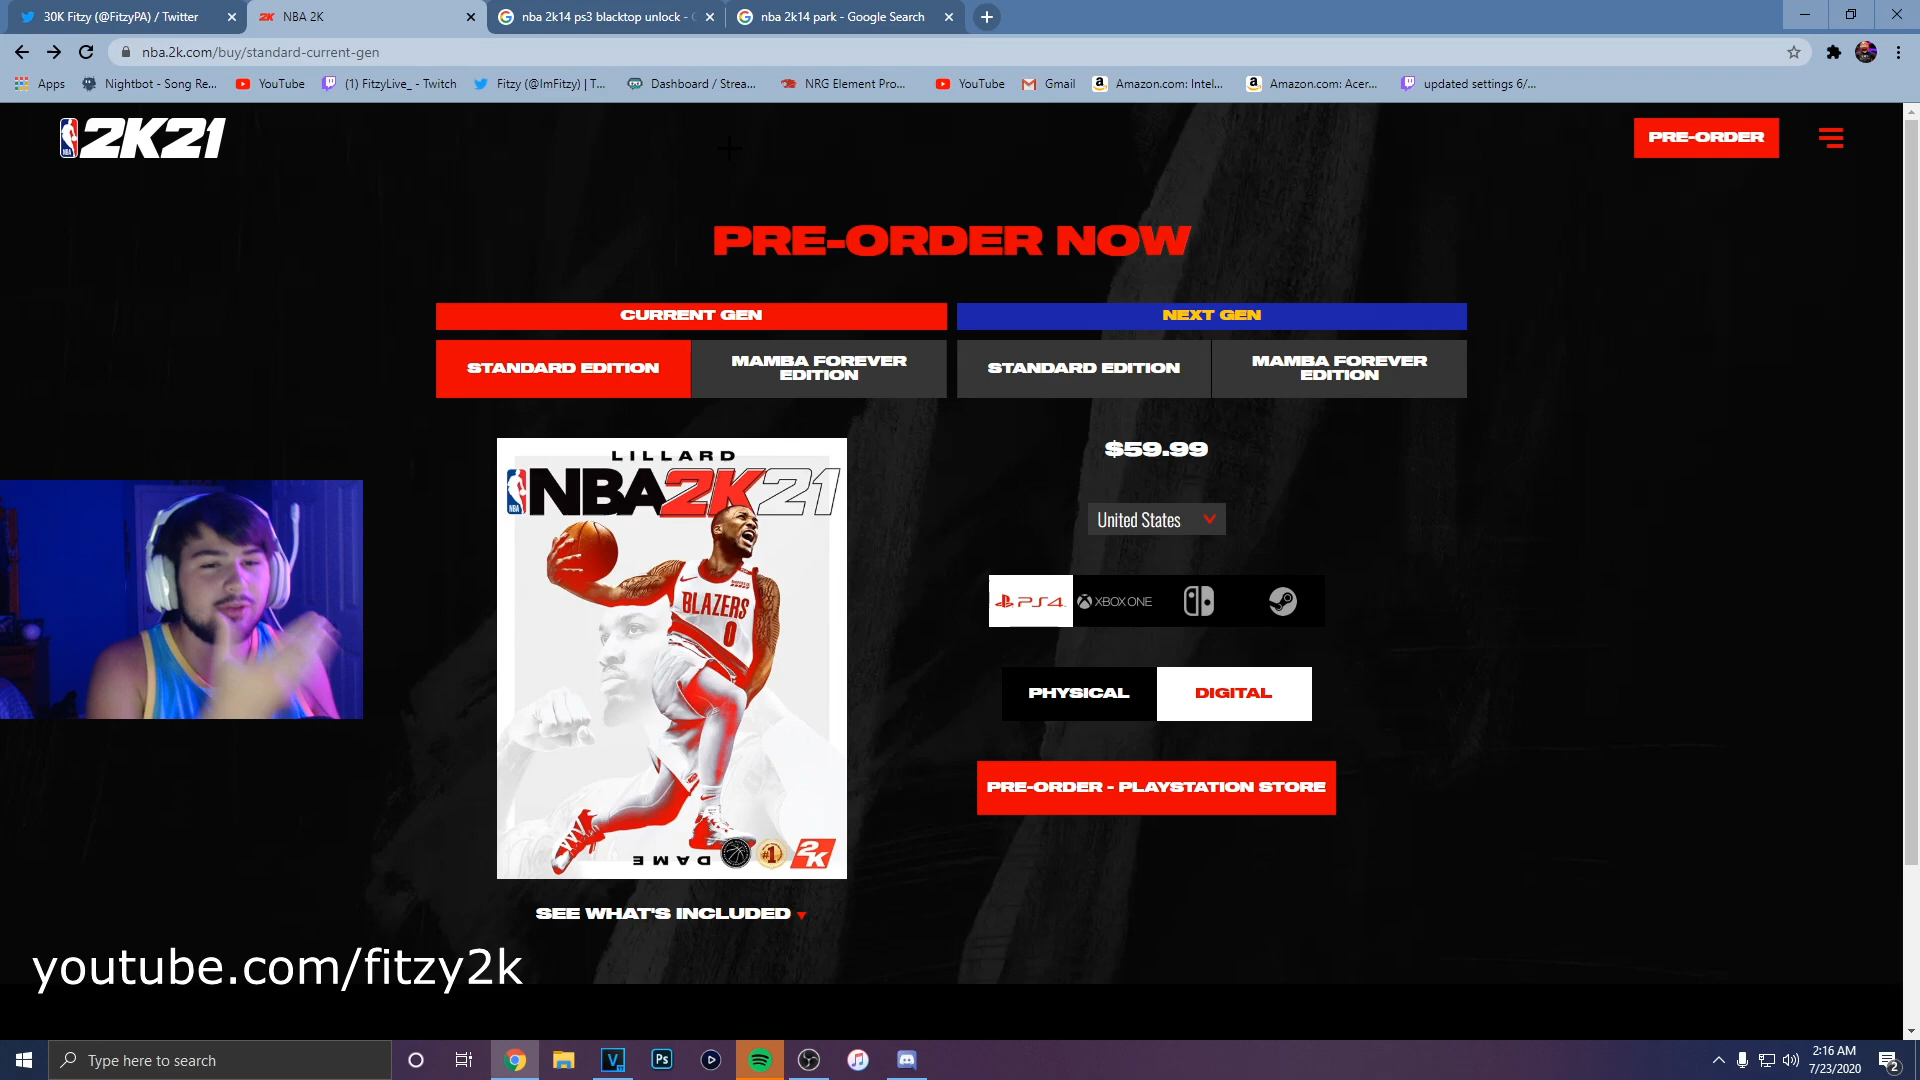 30K Fitzy (@FitzyPA) / Twitter
NBA 2K
nba 2k14 ps3 blacktop unlock -
nba 2k14 park - Google Search
nba.2k.com/buy/standard-current-gen
Apps
Nightbot - Song Re...
YouTube
(1) FitzyLive_ - Twitch
Fitzy (@ImFitzy) | T...
Dashboard / Strea...
NRG Element Pro...
YouTube
Gmail
Amazon.com: Intel...
Amazon.com: Acer...
updated settings 6/...
2K21
PRE-ORDER
PRE-ORDER NOW
CURRENT GEN
NEXT GEN
STANDARD EDITION
MAMBA FOREVER
EDITION
STANDARD EDITION
MAMBA FOREVER
EDITION
LILLARD
NBA2K21
BLAZERS
0
DAME
#1
2K
$59.99
United States
PS4
XBOX ONE
PHYSICAL
DIGITAL
PRE-ORDER - PLAYSTATION STORE
SEE WHAT'S INCLUDED
youtube.com/fitzy2k
Type here to search
2:16 AM
7/23/2020
2